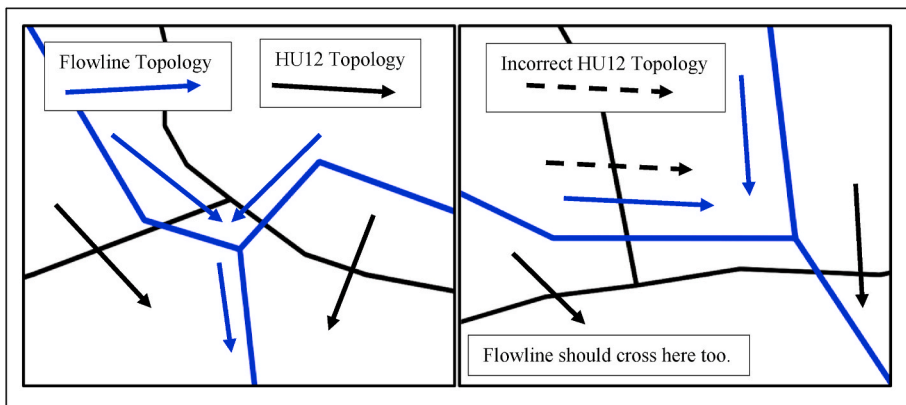 Flowline Topology
HU12 Topology
Incorrect HU12 Topology
Flowline should cross here too.